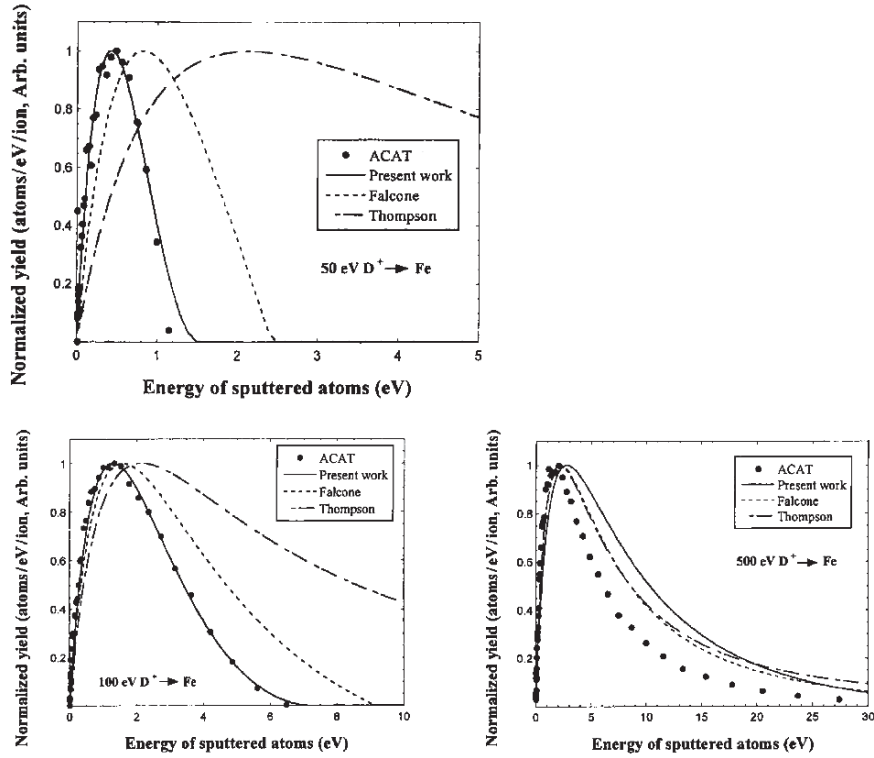 Normalized yield (atoms/eV/ion, Arb. units)
1
0.8
0.6
0.4
0.2
0
1
2
3
4
5
ACAT
Present work
Falcone
Thompson
50 eV D+ → Fe
Energy of sputtered atoms (eV)
Normalized yield (atoms/eV/ion, Arb. units)
1
0.8
0.6
0.4
0.2
0
2
4
6
8
10
ACAT
Present work
Falcone
Thompson
100 eV D+ → Fe
Energy of sputtered atoms (eV)
Normalized yield (atoms/eV/ion, Arb. units)
1
0.8
0.6
0.4
0.2
0
5
10
15
20
25
30
ACAT
Present work
Falcone
Thompson
500 eV D+ → Fe
Energy of sputtered atoms (eV)